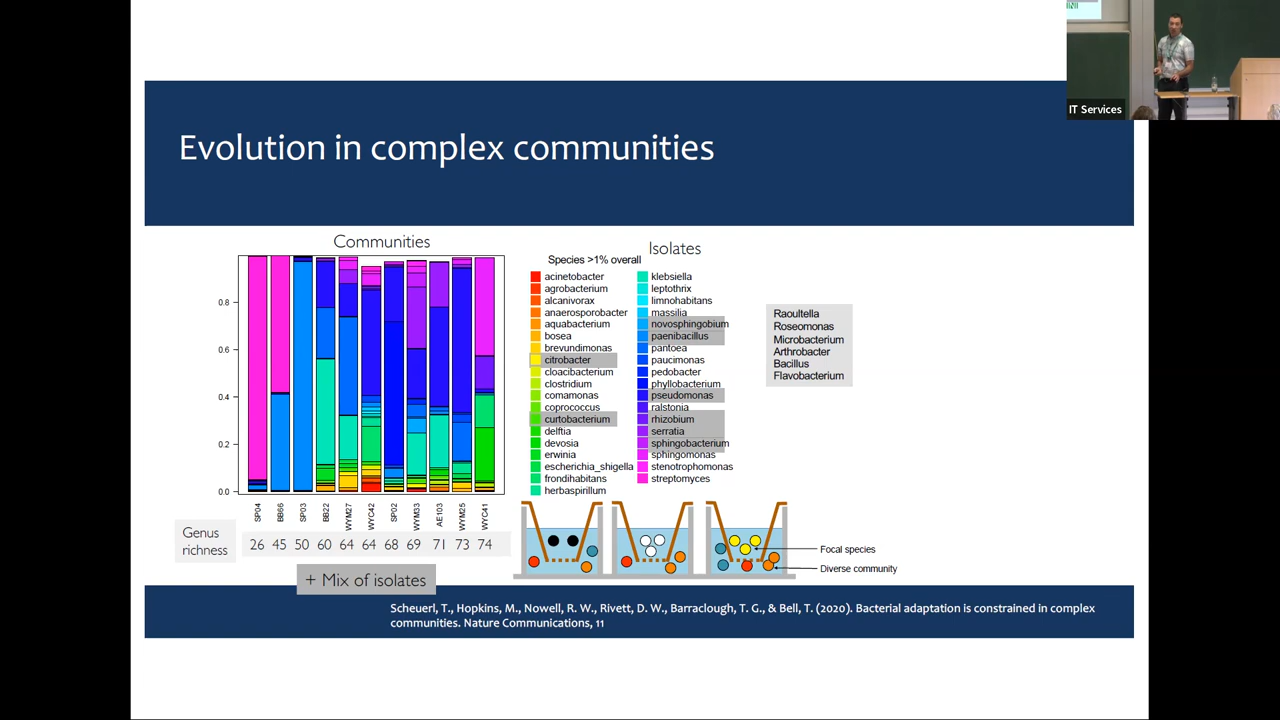 IT Services
Evolution in complex communities
Communities
0.8
0.6
0.4
0.2
0.0
SP04
BB66
SP03
BB22
WYM27
WYC42
SP02
WYM33
AE103
WYM25
WYC41
Genus
richness
26 45 50 60 64 64 68 69 71 73 74
+ Mix of isolates
Isolates
Species >1% overall
acinetobacter
agrobacterium
alcanivorax
anaerosporobacter
aquabacterium
bosea
brevundimonas
citrobacter
cloacibacterium
clostridium
comamonas
coprococcus
curtobacterium
delftia
devosia
erwinia
escherichia_shigella
frondihabitans
herbaspirillum
klebsiella
leptothrix
limnohabitans
massilia
novosphingobium
paenibacillus
pantoea
paucimonas
pedobacter
phyllobacterium
pseudomonas
ralstonia
rhizobium
serratia
sphingobacterium
sphingomonas
stenotrophomonas
streptomyces
Raoultella
Roseomonas
Microbacterium
Arthrobacter
Bacillus
Flavobacterium
Focal species
Diverse community
Scheuerl, T., Hopkins, M., Nowell, R. W., Rivett, D. W., Barraclough, T. G., & Bell, T. (2020). Bacterial adaptation is constrained in complex
communities. Nature Communications, 11